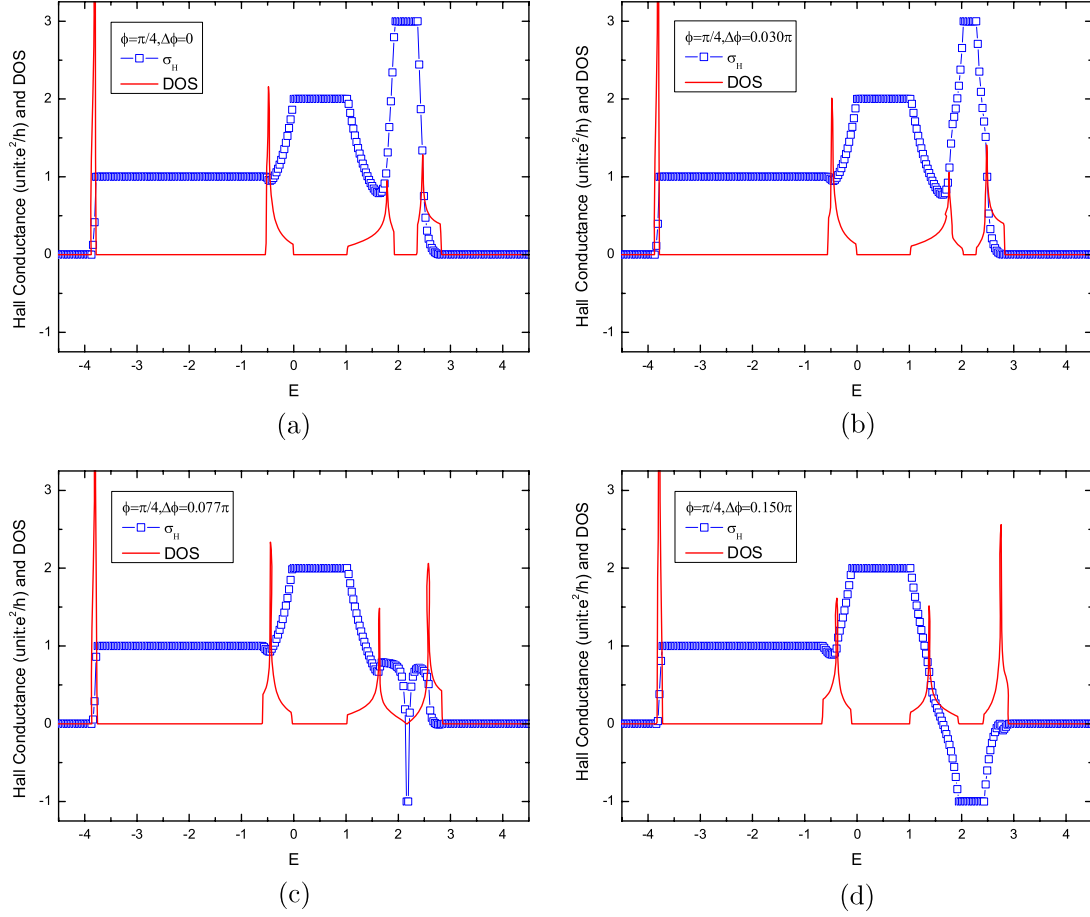 Hall Conductance (unit:e²/h) and DOS
3
2
1
0
-1
ϕ=π/4,Δϕ=0
σ_H
DOS
-4 -3 -2 -1 0 1 2 3 4
E
(a)
Hall Conductance (unit:e²/h) and DOS
3
2
1
0
-1
ϕ=π/4,Δϕ=0.030π
σ_H
DOS
-4 -3 -2 -1 0 1 2 3 4
E
(b)
Hall Conductance (unit:e²/h) and DOS
3
2
1
0
-1
ϕ=π/4,Δϕ=0.077π
σ_H
DOS
-4 -3 -2 -1 0 1 2 3 4
E
(c)
Hall Conductance (unit:e²/h) and DOS
3
2
1
0
-1
ϕ=π/4,Δϕ=0.150π
σ_H
DOS
-4 -3 -2 -1 0 1 2 3 4
E
(d)